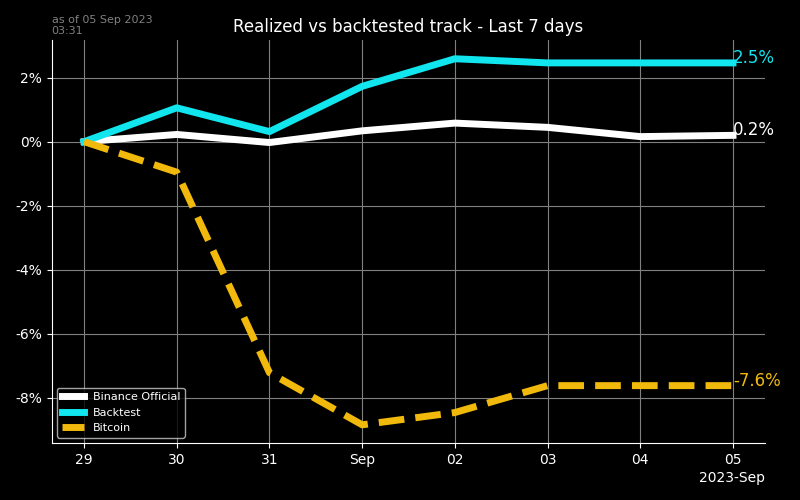 as of 05 Sep 2023
03:31
Realized vs backtested track - Last 7 days
2%
0%
-2%
-4%
-6%
-8%
2.5%
0.2%
-7.6%
Binance Official
Backtest
Bitcoin
29 30 31 Sep 02 03 04 05
2023-Sep